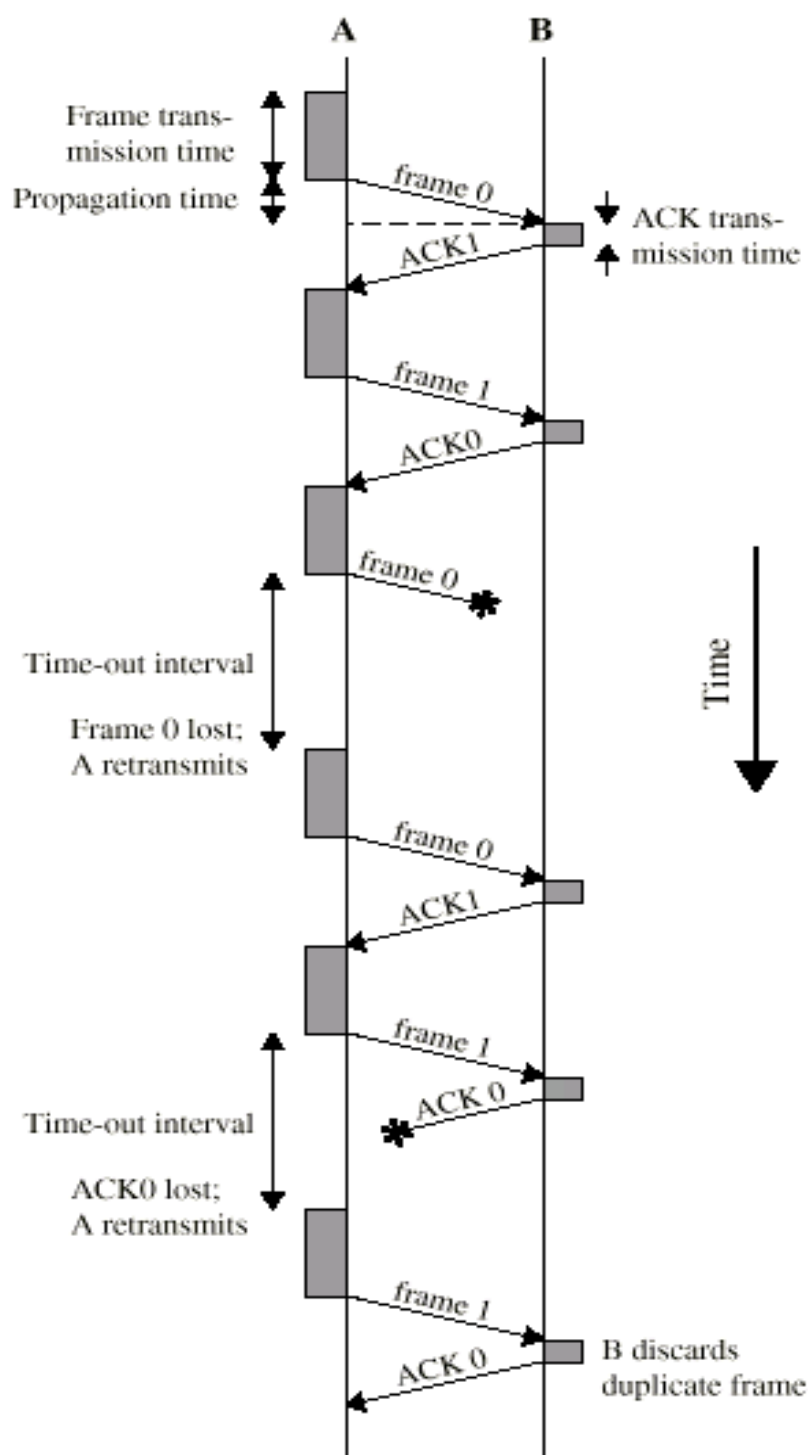 A
B
Frame trans-
mission time
Propagation time
frame 0
ACK trans-
mission time
ACK1
frame 1
ACK0
frame 0
Time-out interval
Time
Frame 0 lost;
A retransmits
frame 0
ACK1
frame 1
ACK 0
Time-out interval
ACK0 lost;
A retransmits
frame 1
ACK 0
B discards
duplicate frame